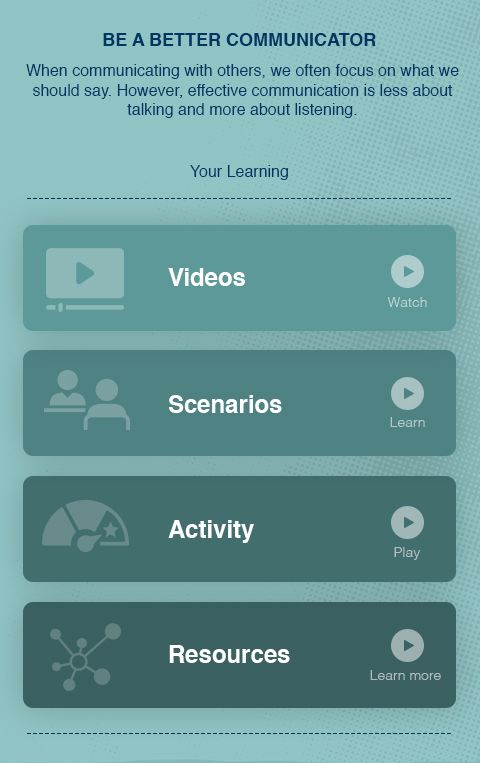 BE A BETTER COMMUNICATOR
When communicating with others, we often focus on what we
should say. However, effective communication is less about
talking and more about listening.
Your Learning
Videos
Watch
Scenarios
Learn
Activity
Play
Resources
Learn more